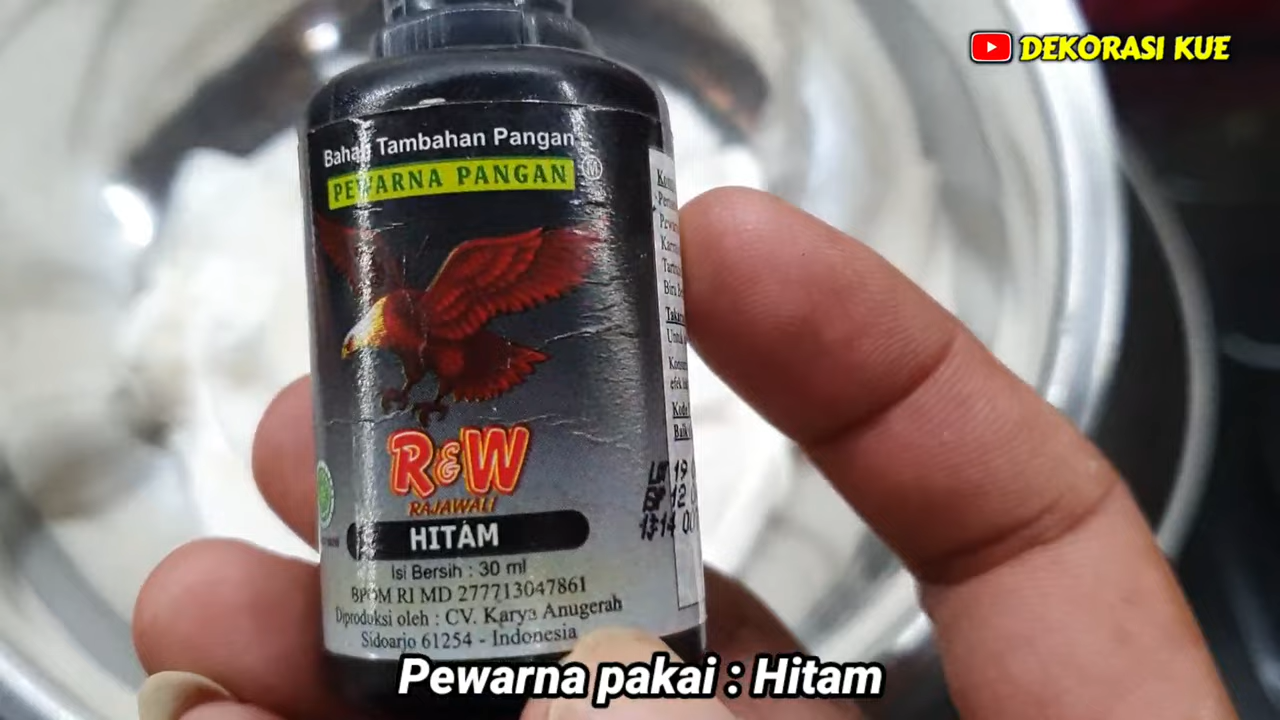 DEKORASI KUE
Bahan Tambahan Pangan
PEWARNA PANGAN
R&W
RAJAWALI
HITAM
Isi Bersih : 30 ml
BPOM RI MD 277713047861
Diproduksi oleh : CV. Karya Anugerah
Sidoarjo 61254 - Indonesia
Pewarna pakai : Hitam